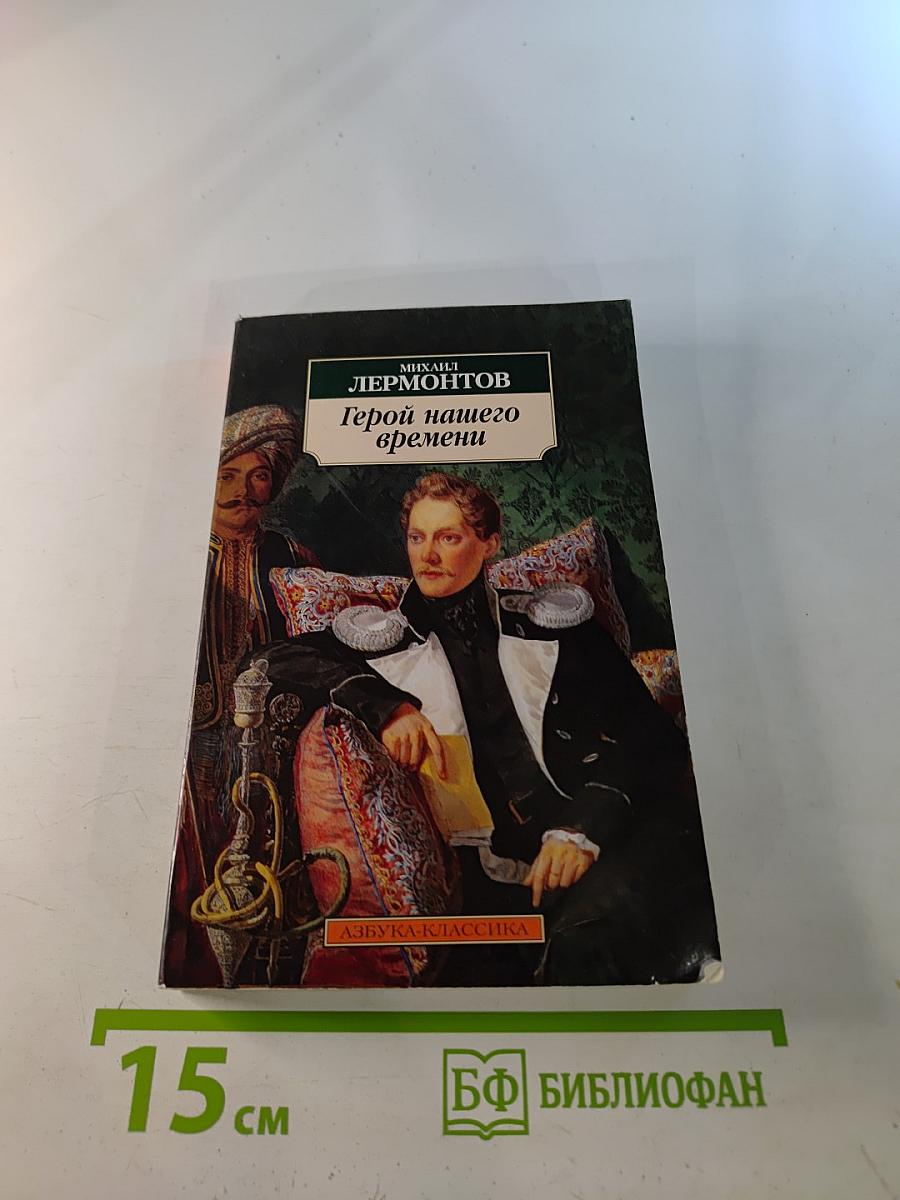 МИХАИЛ
ЛЕРМОНТОВ
Герой нашего
времени
АЗБУКА-КЛАССИКА
15 см
БФ БИБЛИОФАН